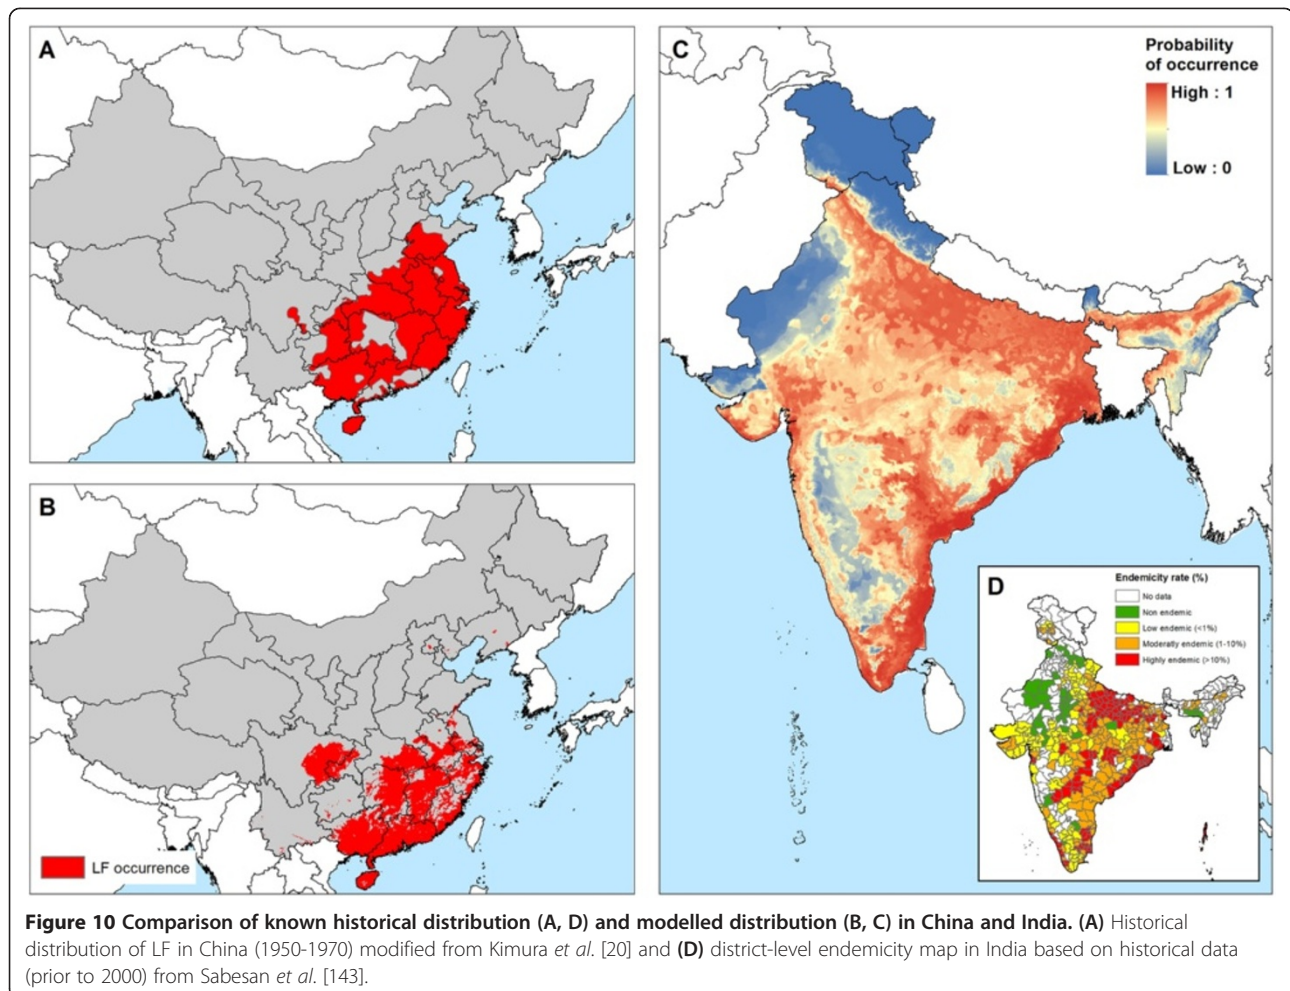 A
B
LF occurrence
C
Probability
of occurrence
High : 1
Low : 0
D
Endemicity rate (%)
No data
Non endemic
Low endemic (<1%)
Moderatly endemic (1-10%)
Highly endemic (>10%)
Figure 10 Comparison of known historical distribution (A, D) and modelled distribution (B, C) in China and India. (A) Historical
distribution of LF in China (1950-1970) modified from Kimura et al. [20] and (D) district-level endemicity map in India based on historical data
(prior to 2000) from Sabesan et al. [143].